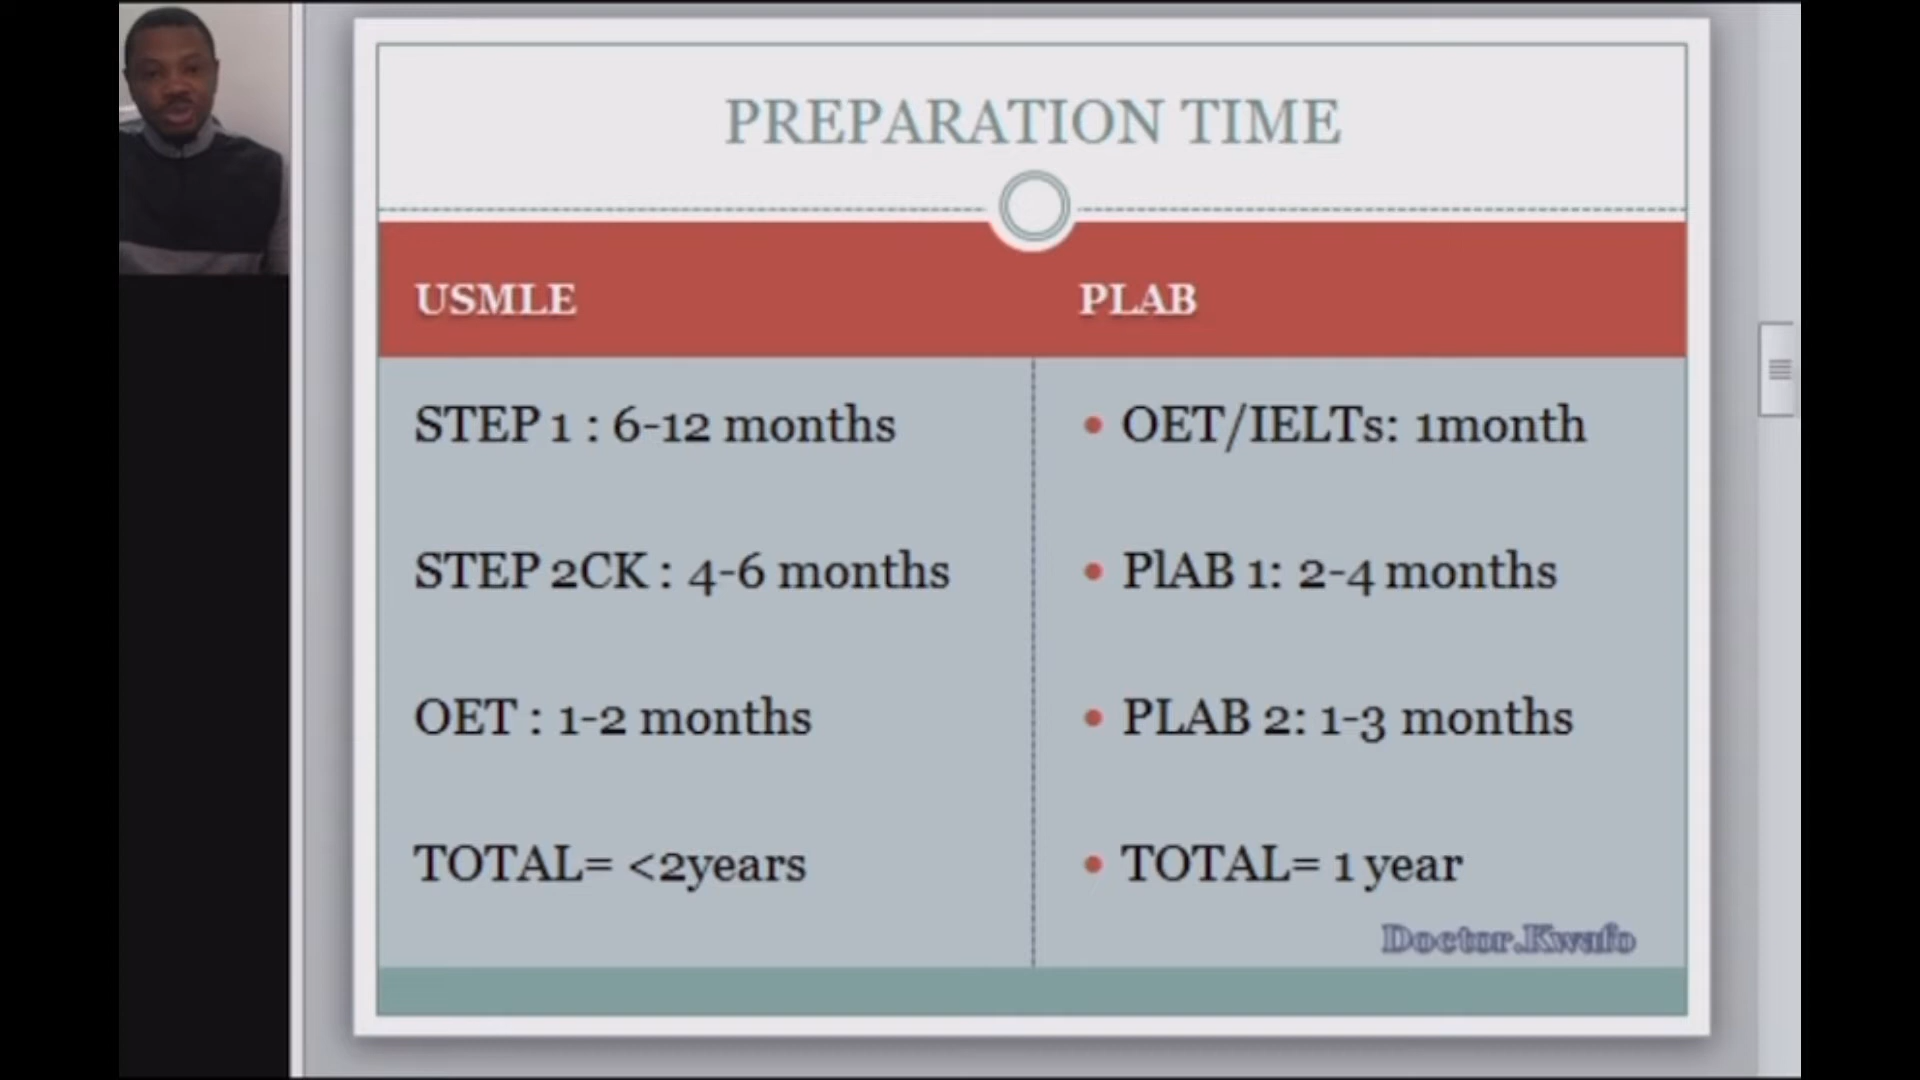 PREPARATION TIME
USMLE
PLAB
STEP 1 : 6-12 months
STEP 2CK : 4-6 months
OET : 1-2 months
TOTAL= <2years
• OET/IELTs: 1month
• PlAB 1: 2-4 months
• PLAB 2: 1-3 months
• TOTAL= 1 year
Doctor.Kwafo